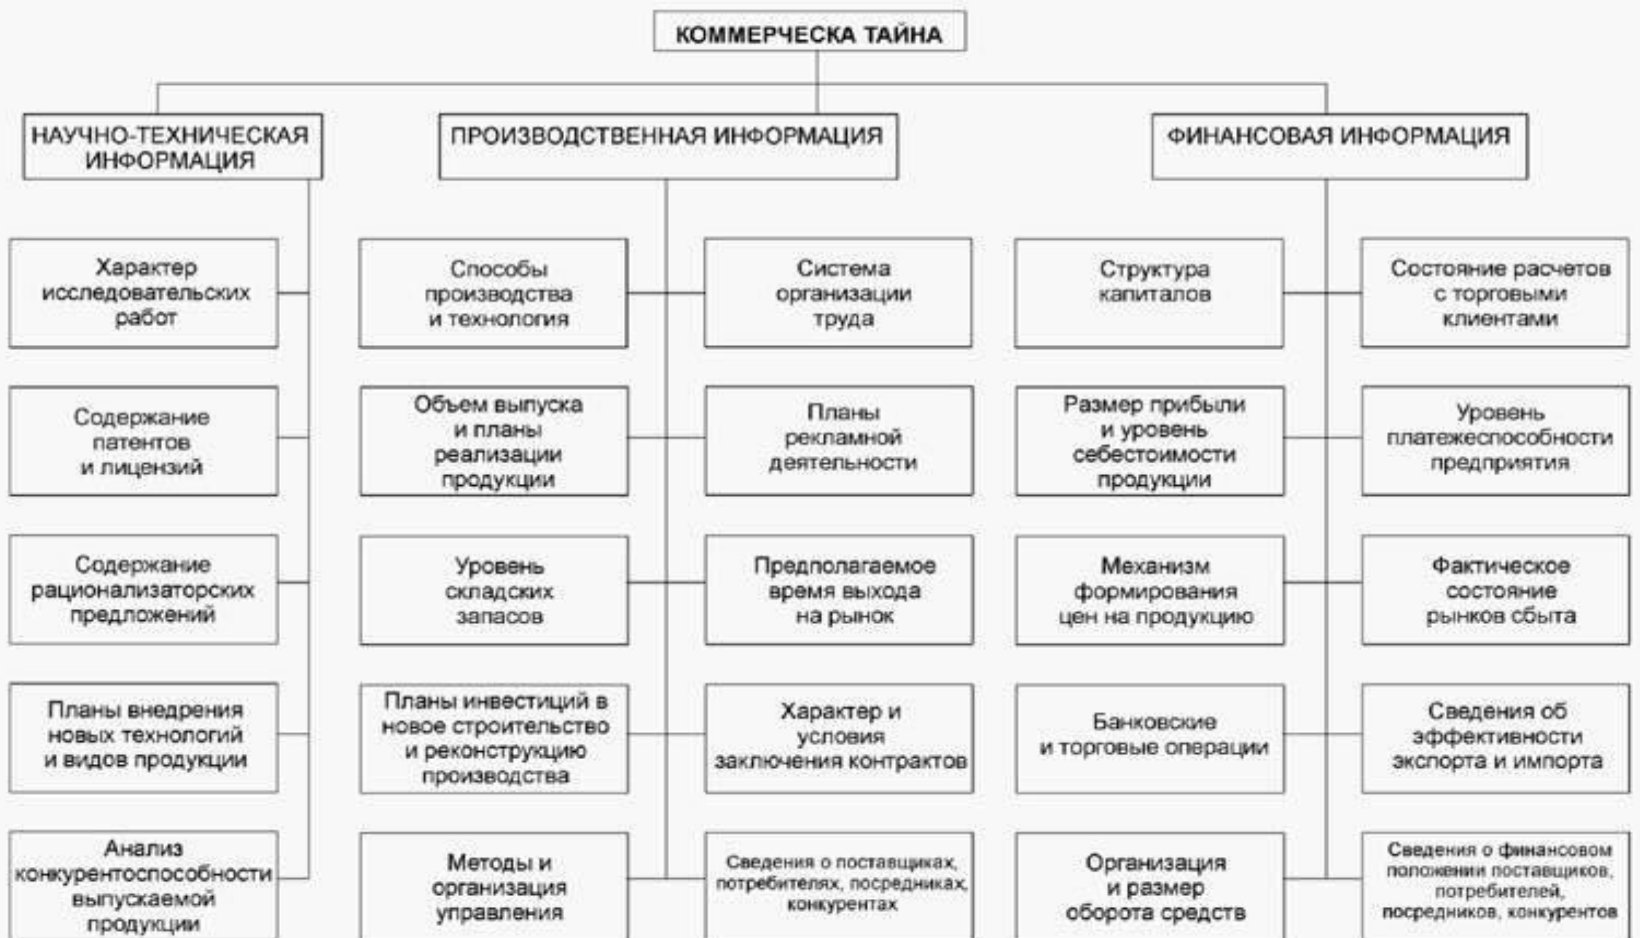 КОММЕРЧЕСКА ТАЙНА
НАУЧНО-ТЕХНИЧЕСКАЯ
ИНФОРМАЦИЯ
ПРОИЗВОДСТВЕННАЯ ИНФОРМАЦИЯ
ФИНАНСОВАЯ ИНФОРМАЦИЯ
Характер
исследовательских
работ
Способы
производства
и технология
Система
организации
труда
Структура
капиталов
Состояние расчетов
с торговыми
клиентами
Содержание
патентов
и лицензий
Объем выпуска
и планы
реализации
продукции
Планы
рекламной
деятельности
Размер прибыли
и уровень
себестоимости
продукции
Уровень
платежеспособности
предприятия
Содержание
рационализаторских
предложений
Уровень
складских
запасов
Предполагаемое
время выхода
на рынок
Механизм
формирования
цен на продукцию
Фактическое
состояние
рынков сбыта
Планы внедрения
новых технологий
и видов продукции
Планы инвестиций в
новое строительство
и реконструкцию
производства
Характер и
условия
заключения контрактов
Банковские
и торговые операции
Сведения об
эффективности
экспорта и импорта
Анализ
конкурентоспособности
выпускаемой
продукции
Методы и
организация
управления
Сведения о поставщиках,
потребителях, посредниках,
конкурентах
Организация
и размер
оборота средств
Сведения о финансовом
положении поставщиков,
потребителей,
посредников, конкурентов